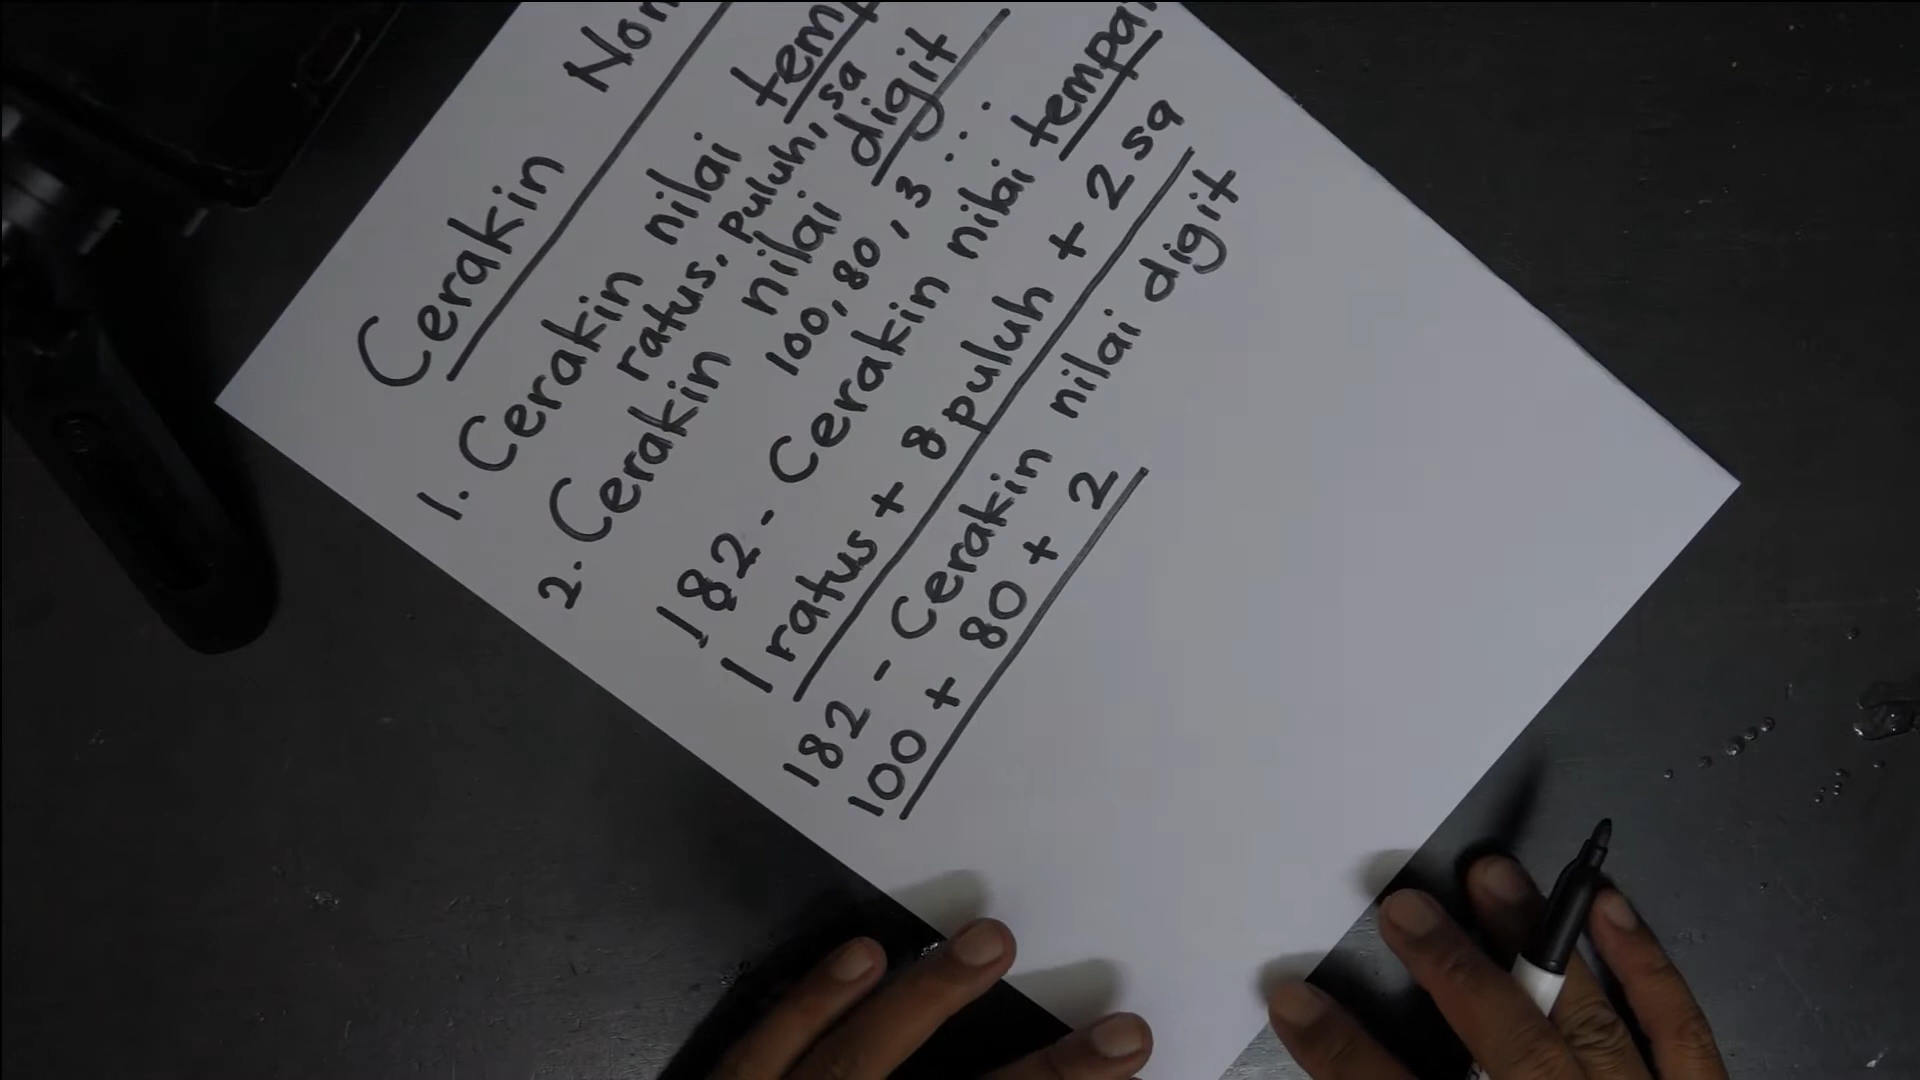 Cerakin Non
1. Cerakin nilai temp
ratus, puluh, sa
2. Cerakin nilai digit
100, 80, 3 ...
182 - Cerakin nilai tempa
1 ratus + 8 puluh + 2 sa
182 - Cerakin nilai digit
100 + 80 + 2